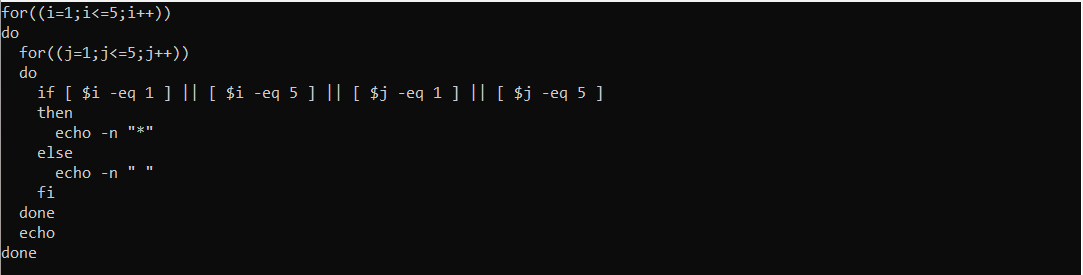 for((i=1;i<=5;i++))
do
  for((j=1;j<=5;j++))
  do
    if [ $i -eq 1 ] || [ $i -eq 5 ] || [ $j -eq 1 ] || [ $j -eq 5 ]
    then
      echo -n "*"
    else
      echo -n " "
    fi
  done
  echo
done